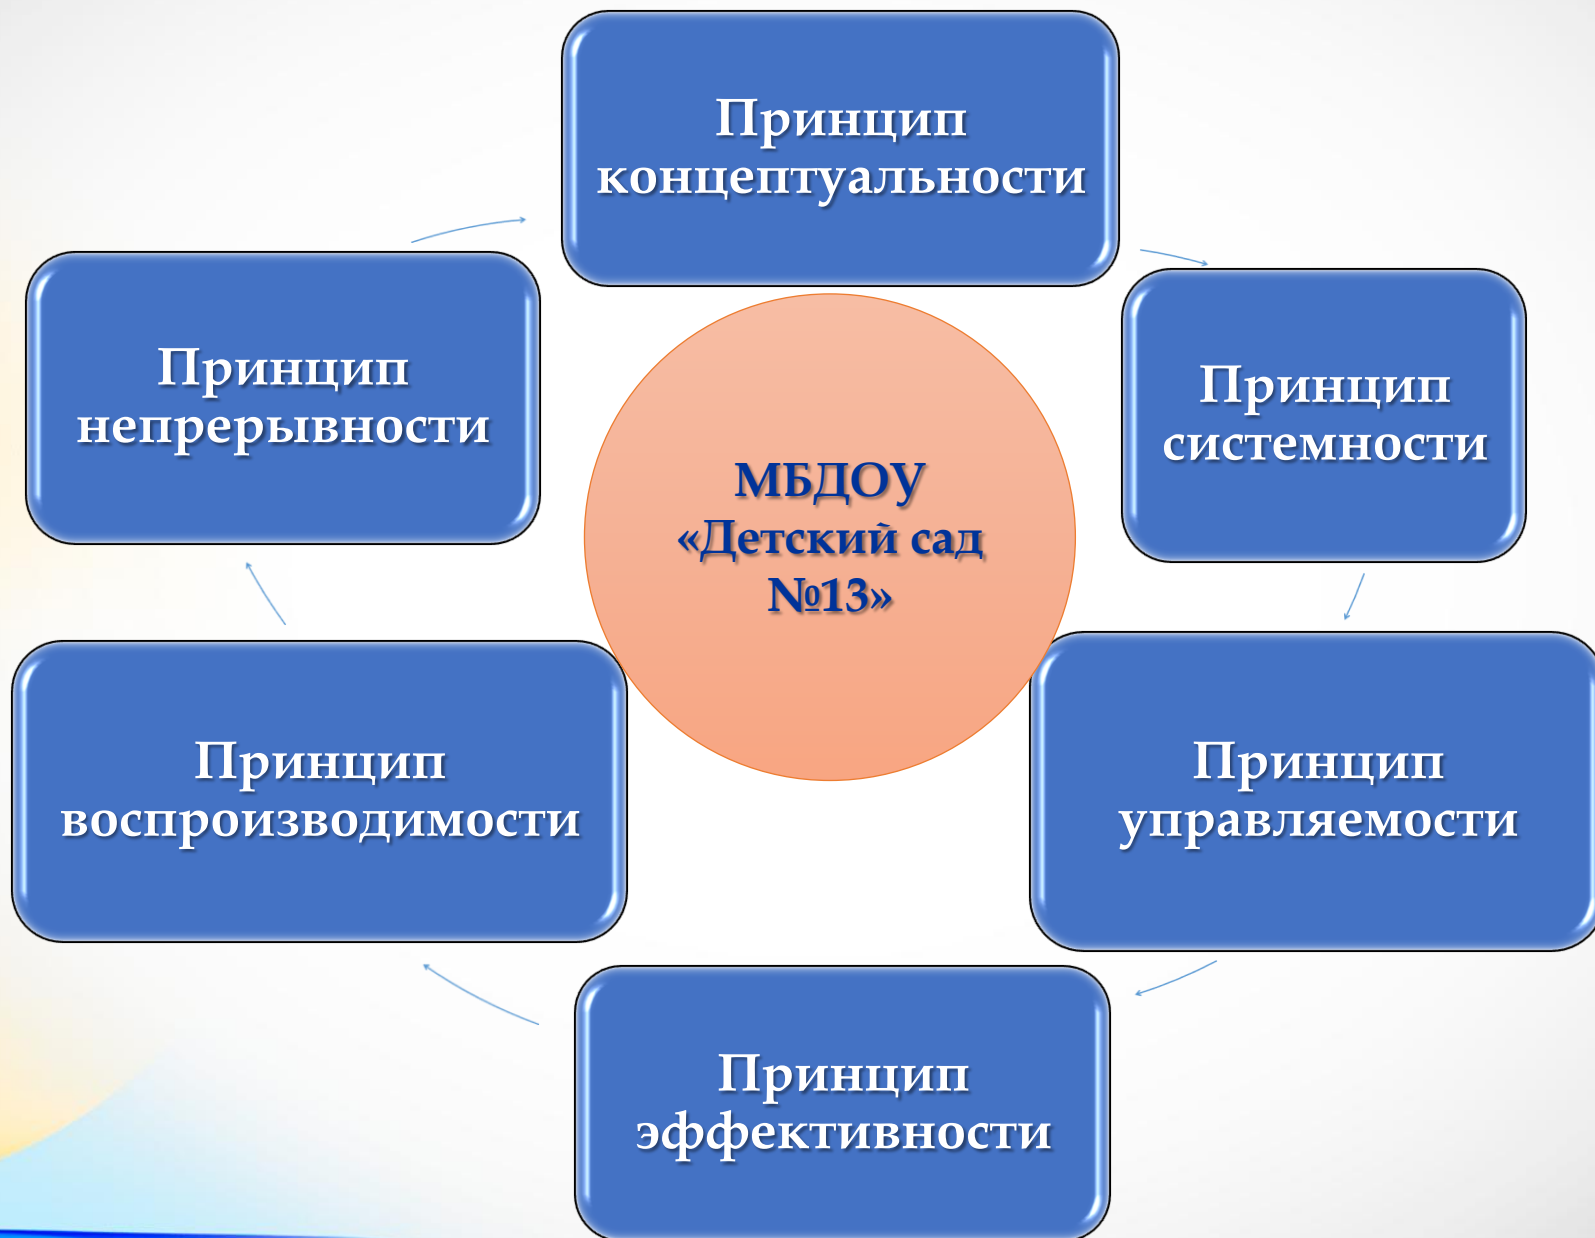 Принцип
концептуальности
Принцип
системности
Принцип
управляемости
Принцип
эффективности
Принцип
воспроизводимости
Принцип
непрерывности
МБДОУ
«Детский сад
№13»